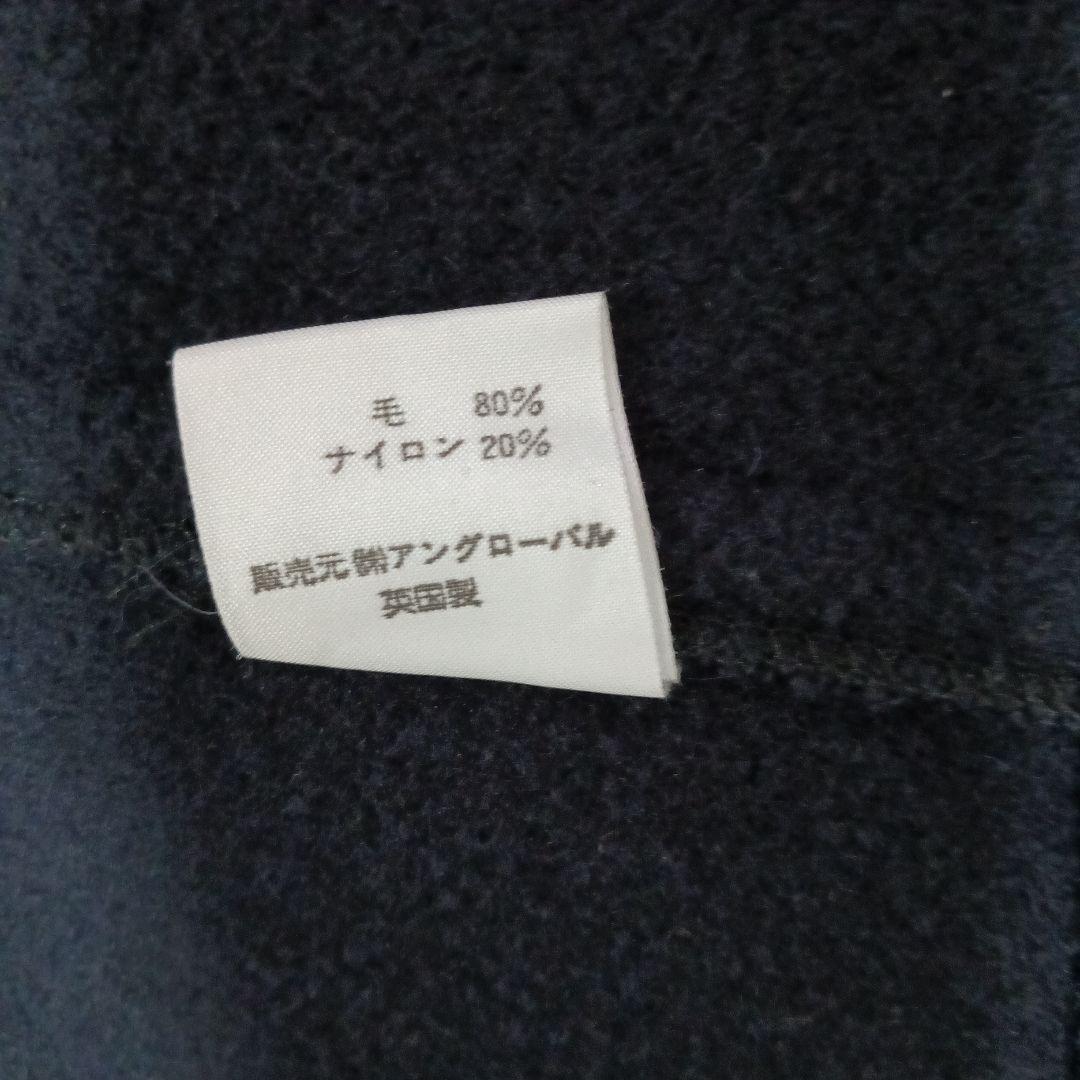 毛 80%
ナイロン 20%
販売元 ㈱アングローバル
英国製